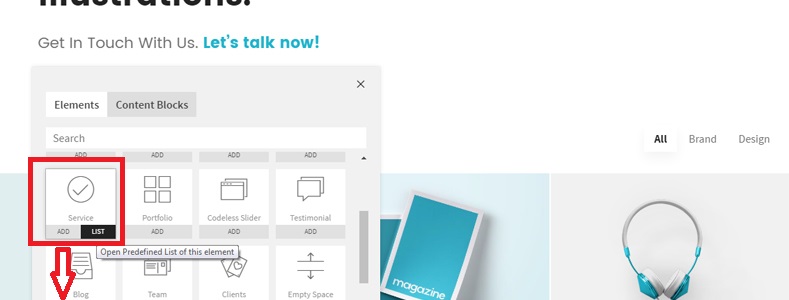 Illustrations.
Get In Touch With Us. Let's talk now!
Elements
Content Blocks
Search
All
Brand
Design
ADD
ADD
ADD
ADD
Service
Portfolio
Codeless Slider
Testimonial
ADD
LIST
ADD
ADD
ADD
Open Predefined List of this element
Blog
Team
Clients
Empty Space
magazine